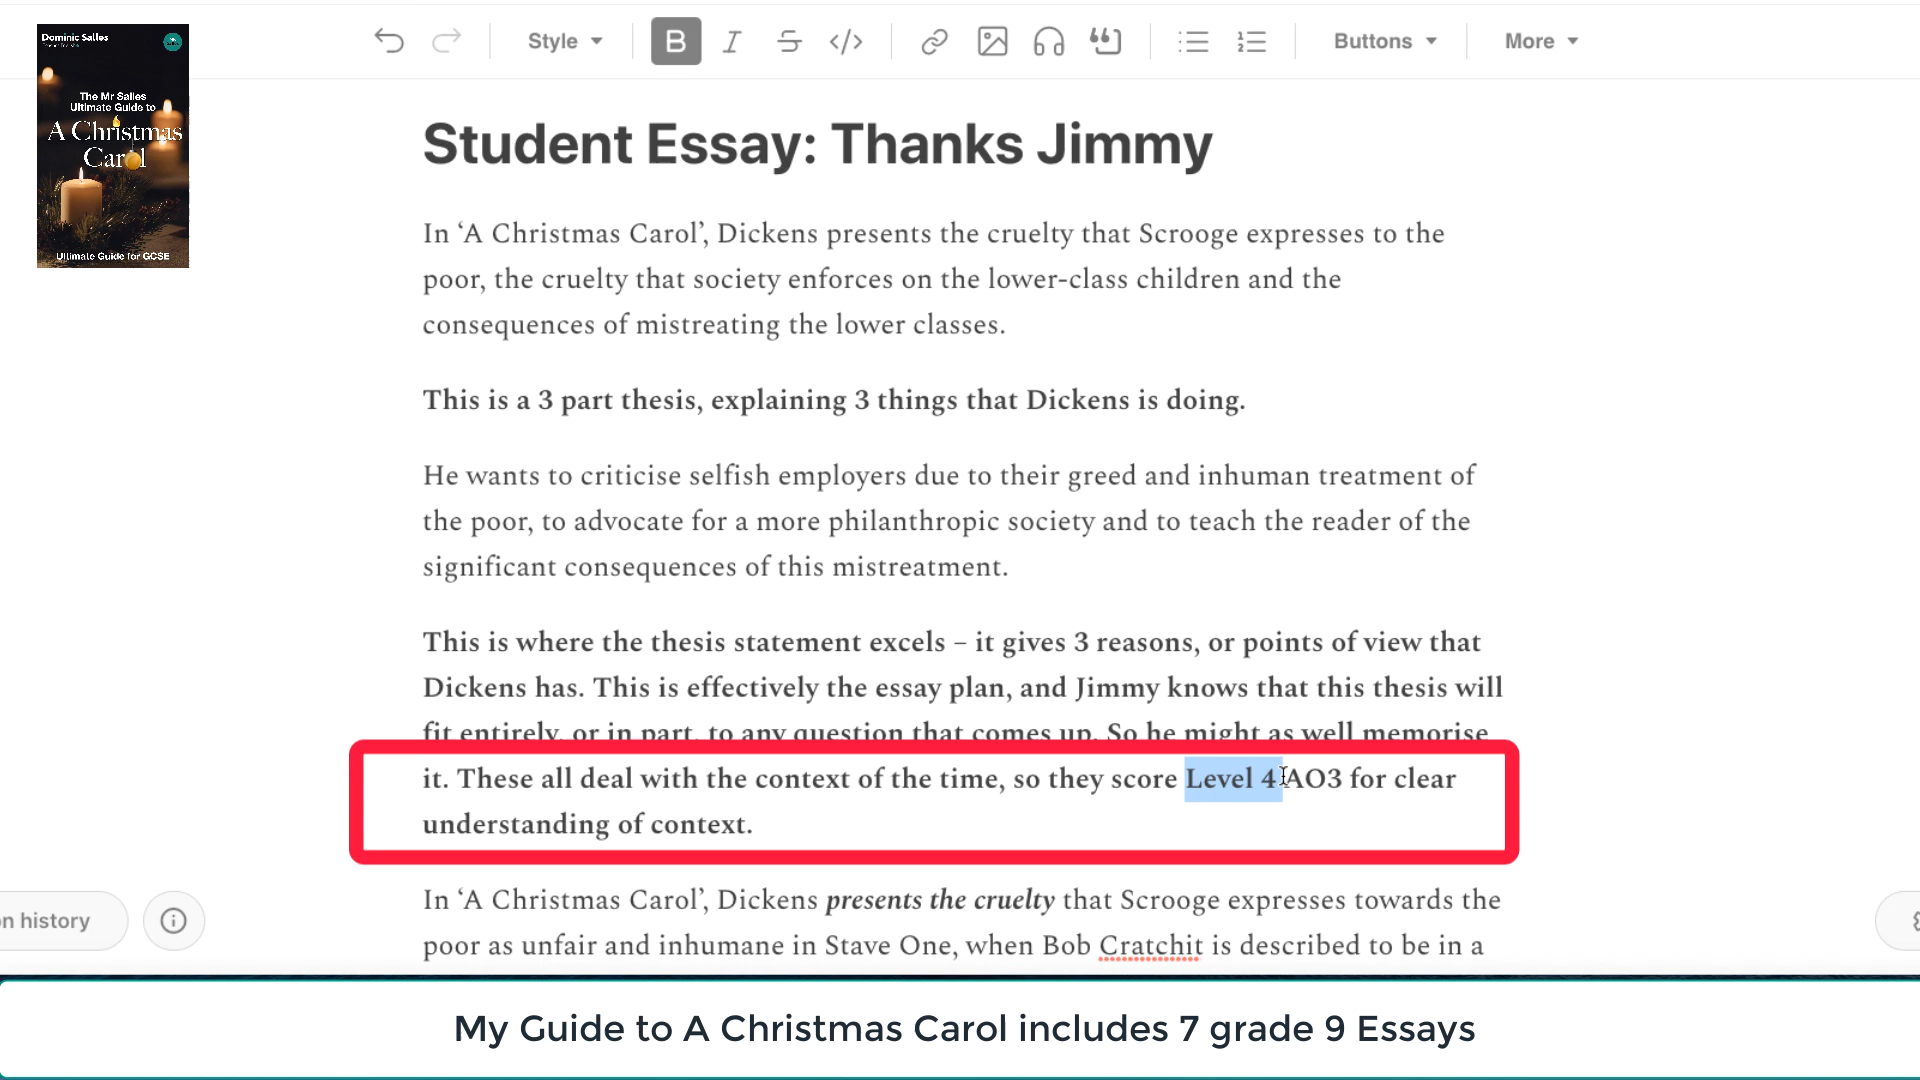 Dominic Salles
The Mr Salles
Ultimate Guide to
A Christmas
Carol
Ultimate Guide for GCSE
Style
B
Buttons
More
Student Essay: Thanks Jimmy
In ‘A Christmas Carol’, Dickens presents the cruelty that Scrooge expresses to the
poor, the cruelty that society enforces on the lower-class children and the
consequences of mistreating the lower classes.
This is a 3 part thesis, explaining 3 things that Dickens is doing.
He wants to criticise selfish employers due to their greed and inhuman treatment of
the poor, to advocate for a more philanthropic society and to teach the reader of the
significant consequences of this mistreatment.
This is where the thesis statement excels – it gives 3 reasons, or points of view that
Dickens has. This is effectively the essay plan, and Jimmy knows that this thesis will
fit entirely, or in part, to any question that comes up. So he might as well memorise
it. These all deal with the context of the time, so they score Level 4 AO3 for clear
understanding of context.
In ‘A Christmas Carol’, Dickens presents the cruelty that Scrooge expresses towards the
poor as unfair and inhumane in Stave One, when Bob Cratchit is described to be in a
n history
My Guide to A Christmas Carol includes 7 grade 9 Essays